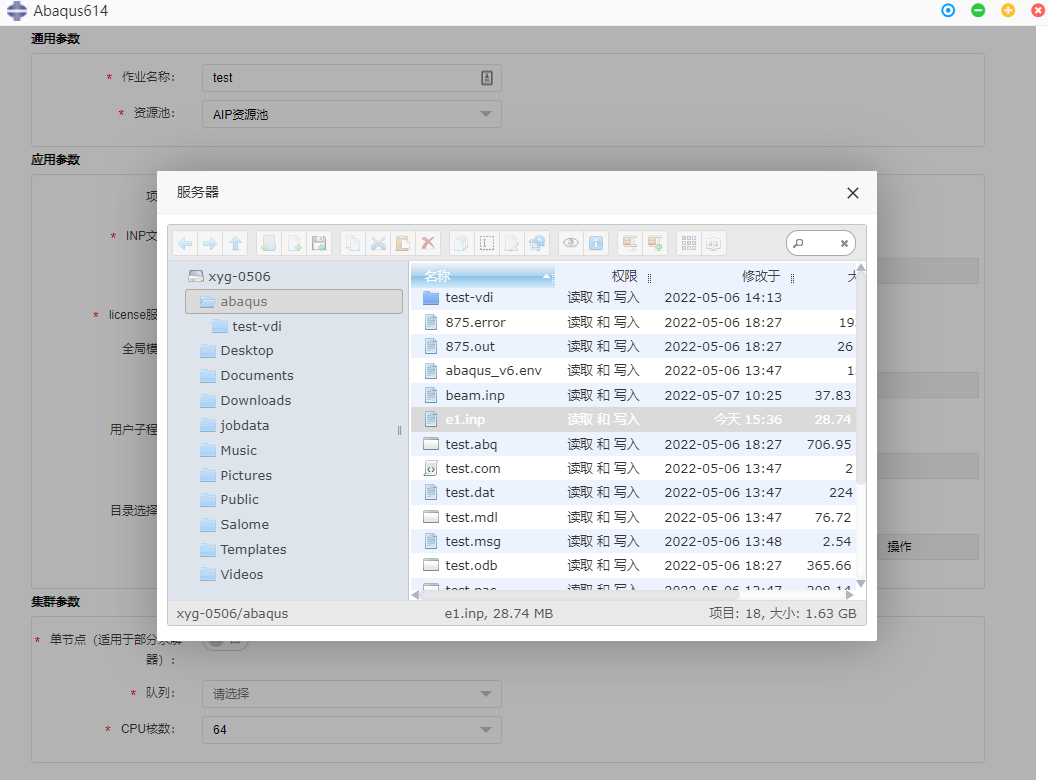 Abaqus614
通用参数
* 作业名称: test
* 资源池: AIP资源池
应用参数
项
* INP文
* license服
全局模
用户子程
目录选择
操作
服务器
xyg-0506
abaqus
test-vdi
Desktop
Documents
Downloads
jobdata
Music
Pictures
Public
Salome
Templates
Videos
名称 权限 修改于 大
test-vdi 读取 和 写入 2022-05-06 14:13
875.error 读取 和 写入 2022-05-06 18:27 19
875.out 读取 和 写入 2022-05-06 18:27 26
abaqus_v6.env 读取 和 写入 2022-05-06 13:47 1
beam.inp 读取 和 写入 2022-05-07 10:25 37.83
e1.inp 读取 和 写入 今天 15:36 28.74
test.abq 读取 和 写入 2022-05-06 18:27 706.95
test.com 读取 和 写入 2022-05-06 13:47 2
test.dat 读取 和 写入 2022-05-06 13:47 224
test.mdl 读取 和 写入 2022-05-06 13:47 76.72
test.msg 读取 和 写入 2022-05-06 13:48 2.54
test.odb 读取 和 写入 2022-05-06 18:27 365.66
xyg-0506/abaqus e1.inp, 28.74 MB 项目: 18, 大小: 1.63 GB
集群参数
* 单节点（适用于部分求解
器）:
* 队列: 请选择
* CPU核数: 64